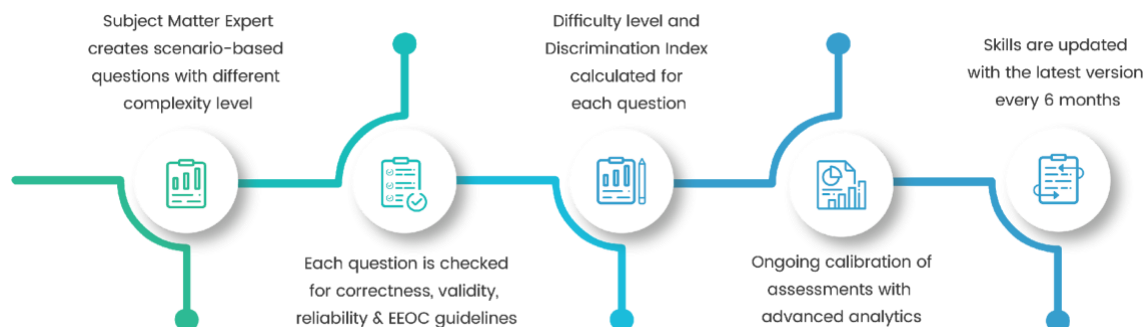 Subject Matter Expert
creates scenario-based
questions with different
complexity level
Each question is checked
for correctness, validity,
reliability & EEOC guidelines
Difficulty level and
Discrimination Index
calculated for
each question
Ongoing calibration of
assessments with
advanced analytics
Skills are updated
with the latest version
every 6 months